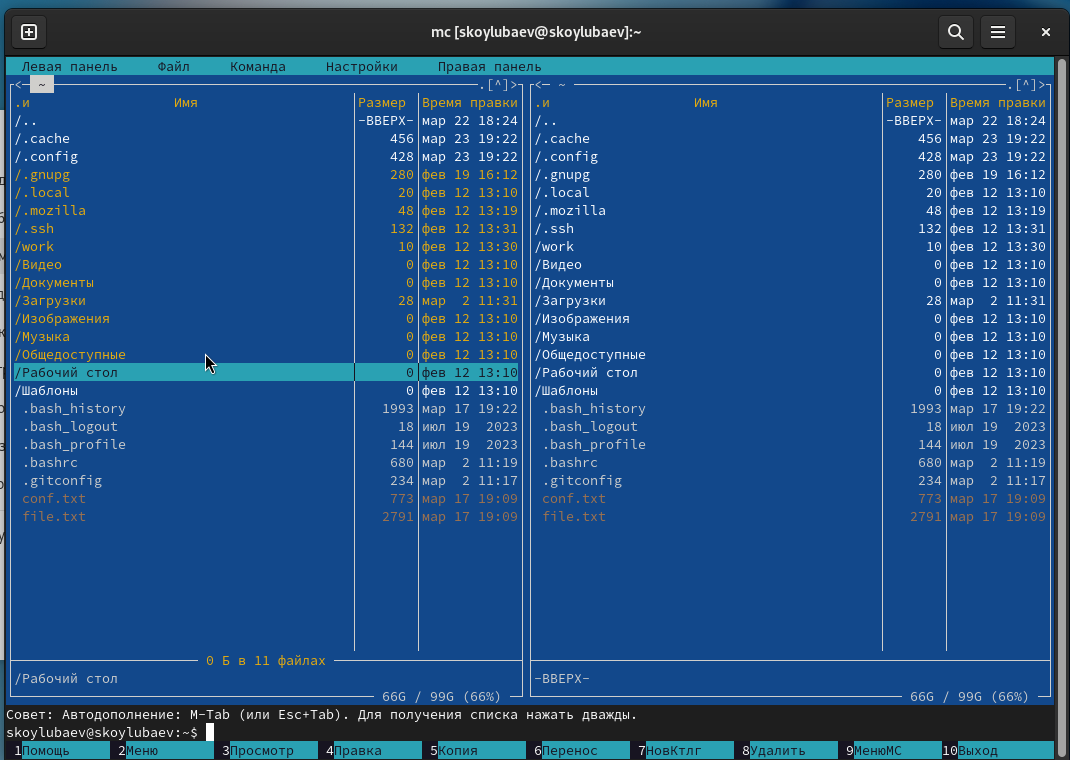 mc [skoylubaev@skoylubaev]:~
Левая панель Файл Команда Настройки Правая панель
<─ ~ .[^]>
.и Имя Размер Время правки
/.. -ВВЕРХ- мар 22 18:24
/.cache 456 мар 23 19:22
/.config 428 мар 23 19:22
/.gnupg 280 фев 19 16:12
/.local 20 фев 12 13:10
/.mozilla 48 фев 12 13:19
/.ssh 132 фев 12 13:31
/work 10 фев 12 13:30
/Видео 0 фев 12 13:10
/Документы 0 фев 12 13:10
/Загрузки 28 мар 2 11:31
/Изображения 0 фев 12 13:10
/Музыка 0 фев 12 13:10
/Общедоступные 0 фев 12 13:10
/Рабочий стол 0 фев 12 13:10
/Шаблоны 0 фев 12 13:10
.bash_history 1993 мар 17 19:22
.bash_logout 18 июл 19 2023
.bash_profile 144 июл 19 2023
.bashrc 680 мар 2 11:19
.gitconfig 234 мар 2 11:17
conf.txt 773 мар 17 19:09
file.txt 2791 мар 17 19:09
0 Б в 11 файлах
/Рабочий стол
66G / 99G (66%)
<─ ~ .[^]>
.и Имя Размер Время правки
/.. -ВВЕРХ- мар 22 18:24
/.cache 456 мар 23 19:22
/.config 428 мар 23 19:22
/.gnupg 280 фев 19 16:12
/.local 20 фев 12 13:10
/.mozilla 48 фев 12 13:19
/.ssh 132 фев 12 13:31
/work 10 фев 12 13:30
/Видео 0 фев 12 13:10
/Документы 0 фев 12 13:10
/Загрузки 28 мар 2 11:31
/Изображения 0 фев 12 13:10
/Музыка 0 фев 12 13:10
/Общедоступные 0 фев 12 13:10
/Рабочий стол 0 фев 12 13:10
/Шаблоны 0 фев 12 13:10
.bash_history 1993 мар 17 19:22
.bash_logout 18 июл 19 2023
.bash_profile 144 июл 19 2023
.bashrc 680 мар 2 11:19
.gitconfig 234 мар 2 11:17
conf.txt 773 мар 17 19:09
file.txt 2791 мар 17 19:09
-ВВЕРХ-
66G / 99G (66%)
Совет: Автодополнение: M-Tab (или Esc+Tab). Для получения списка нажать дважды.
skoylubaev@skoylubaev:~$
1Помощь 2Меню 3Просмотр 4Правка 5Копия 6Перенос 7НовКтлг 8Удалить 9МенюМС 10Выход